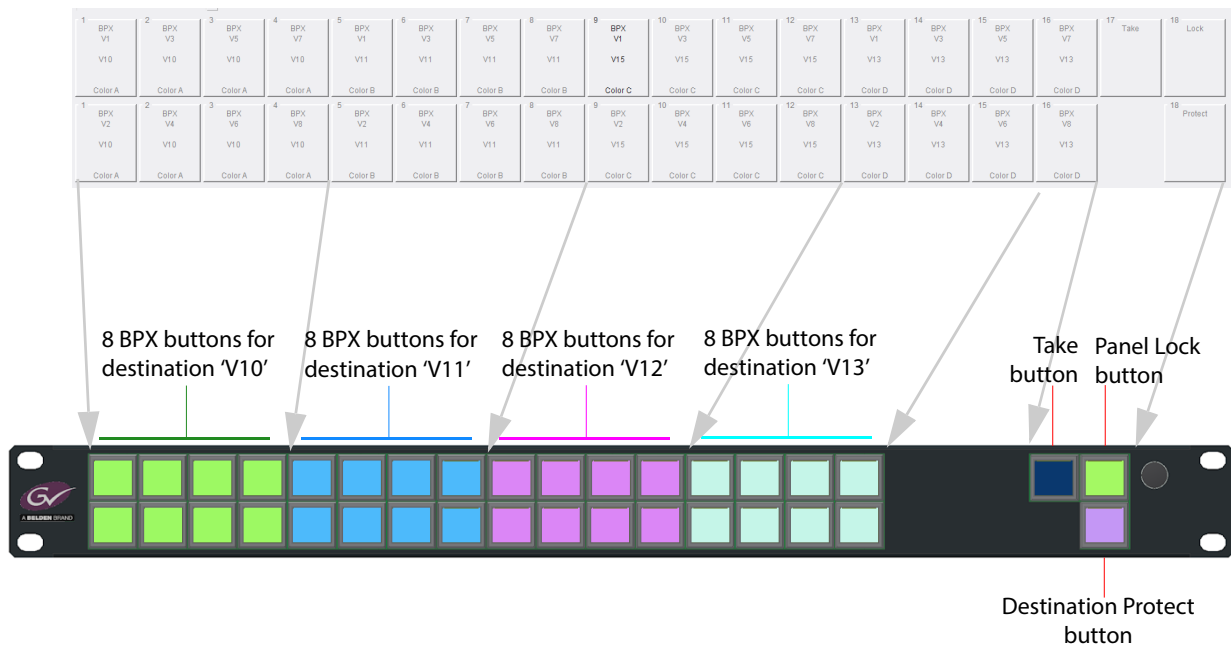 1 2 3 4 5 6 7 8 9 10 11 12 13 14 15 16 17 18
BPX BPX BPX BPX BPX BPX BPX BPX BPX BPX BPX BPX BPX BPX BPX BPX Take Lock
V1 V3 V5 V7 V1 V3 V5 V7 V1 V3 V5 V7 V1 V3 V5 V7
V10 V10 V10 V10 V11 V11 V11 V11 V15 V15 V15 V15 V13 V13 V13 V13
Color A Color A Color A Color A Color B Color B Color B Color B Color C Color C Color C Color C Color D Color D Color D Color D
1 2 3 4 5 6 7 8 9 10 11 12 13 14 15 16 18
BPX BPX BPX BPX BPX BPX BPX BPX BPX BPX BPX BPX BPX BPX BPX BPX Protect
V2 V4 V6 V8 V2 V4 V6 V8 V2 V4 V6 V8 V2 V4 V6 V8
V10 V10 V10 V10 V11 V11 V11 V11 V15 V15 V15 V15 V13 V13 V13 V13
Color A Color A Color A Color A Color B Color B Color B Color B Color C Color C Color C Color C Color D Color D Color D Color D
8 BPX buttons for
destination ‘V10’
8 BPX buttons for
destination ‘V11’
8 BPX buttons for
destination ‘V12’
8 BPX buttons for
destination ‘V13’
Take
button
Panel Lock
button
GV
A BELDEN BRAND
Destination Protect
button